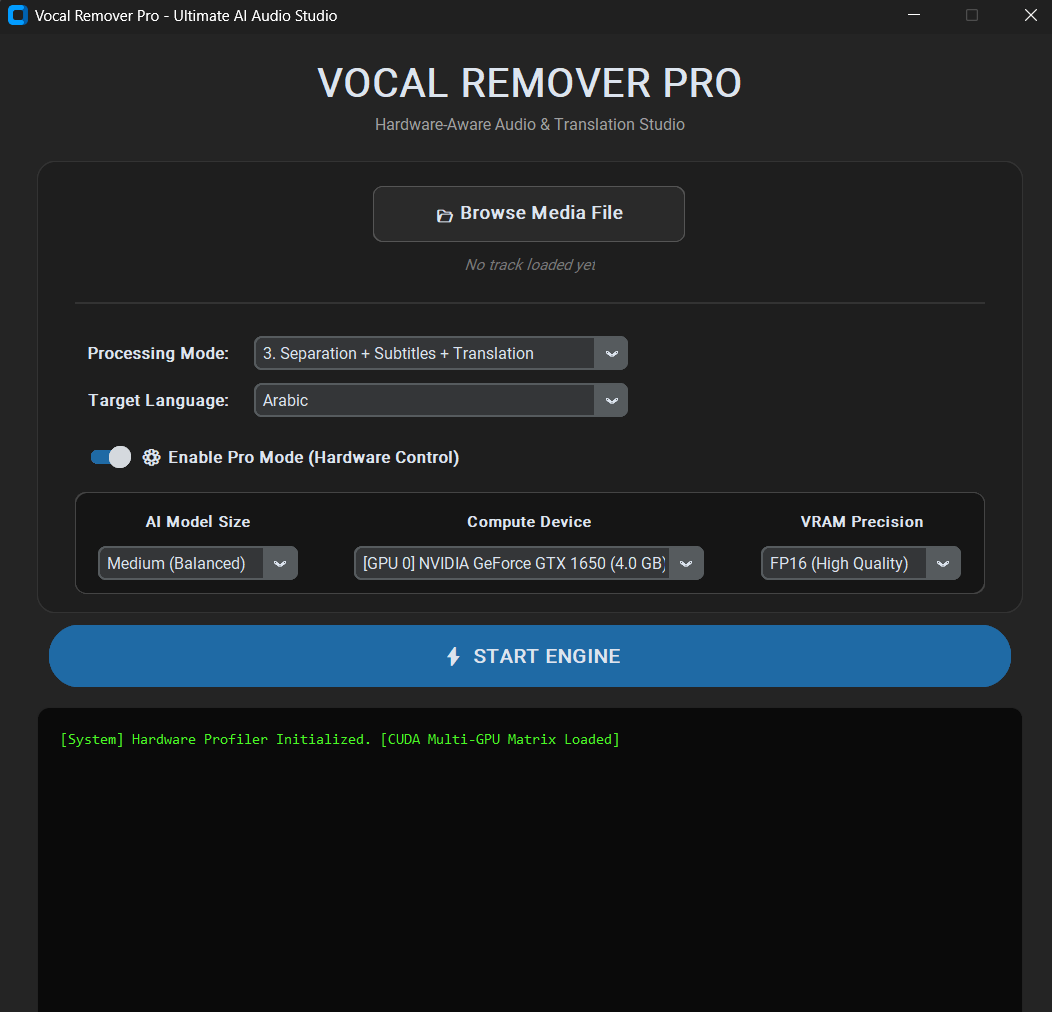 Vocal Remover Pro - Ultimate AI Audio Studio
VOCAL REMOVER PRO
Hardware-Aware Audio & Translation Studio
Browse Media File
No track loaded yet
Processing Mode: 3. Separation + Subtitles + Translation
Target Language: Arabic
Enable Pro Mode (Hardware Control)
AI Model Size Compute Device VRAM Precision
Medium (Balanced) [GPU 0] NVIDIA GeForce GTX 1650 (4.0 GB) FP16 (High Quality)
START ENGINE
[System] Hardware Profiler Initialized. [CUDA Multi-GPU Matrix Loaded]